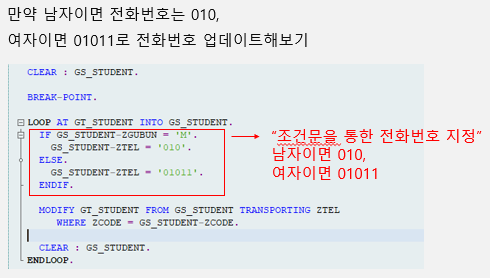 만약 남자이면 전화번호는 010,
여자이면 01011로 전화번호 업데이트해보기
CLEAR : GS_STUDENT.
BREAK-POINT.
LOOP AT GT_STUDENT INTO GS_STUDENT.
IF GS_STUDENT-ZGUBUN = 'M'.
GS_STUDENT-ZTEL = '010'.
ELSE.
GS_STUDENT-ZTEL = '01011'.
ENDIF.
“조건문을 통한 전화번호 지정”
남자이면 010,
여자이면 01011
MODIFY GT_STUDENT FROM GS_STUDENT TRANSPORTING ZTEL
WHERE ZCODE = GS_STUDENT-ZCODE.
CLEAR : GS_STUDENT.
ENDLOOP.